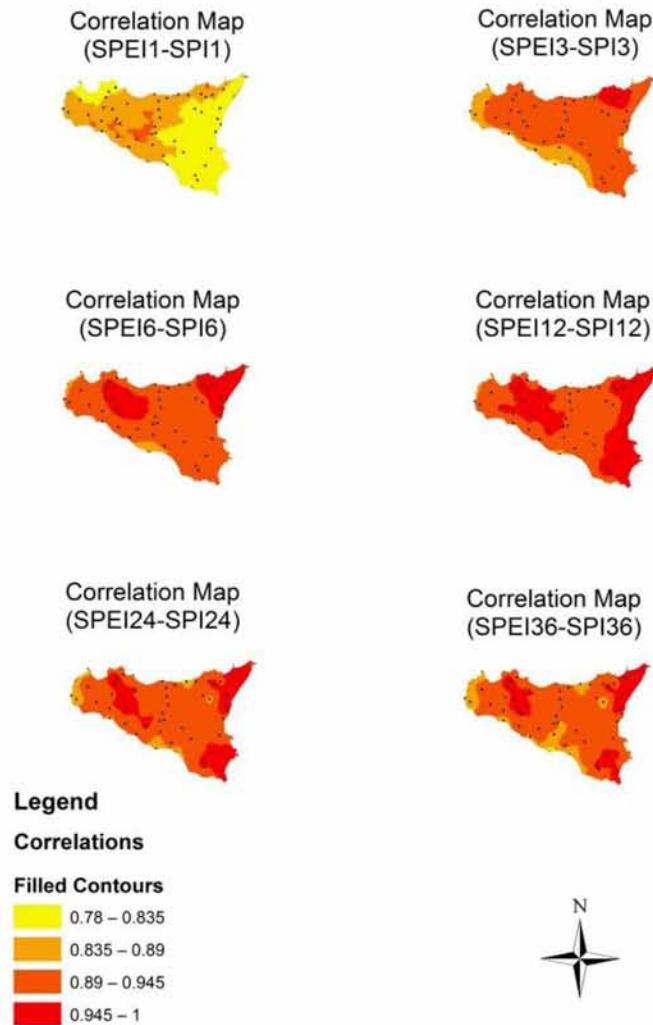 Correlation Map
(SPEI1-SPI1)
Correlation Map
(SPEI3-SPI3)
Correlation Map
(SPEI6-SPI6)
Correlation Map
(SPEI12-SPI12)
Correlation Map
(SPEI24-SPI24)
Correlation Map
(SPEI36-SPI36)
Legend
Correlations
Filled Contours
0.78 – 0.835
0.835 – 0.89
0.89 – 0.945
0.945 – 1
N